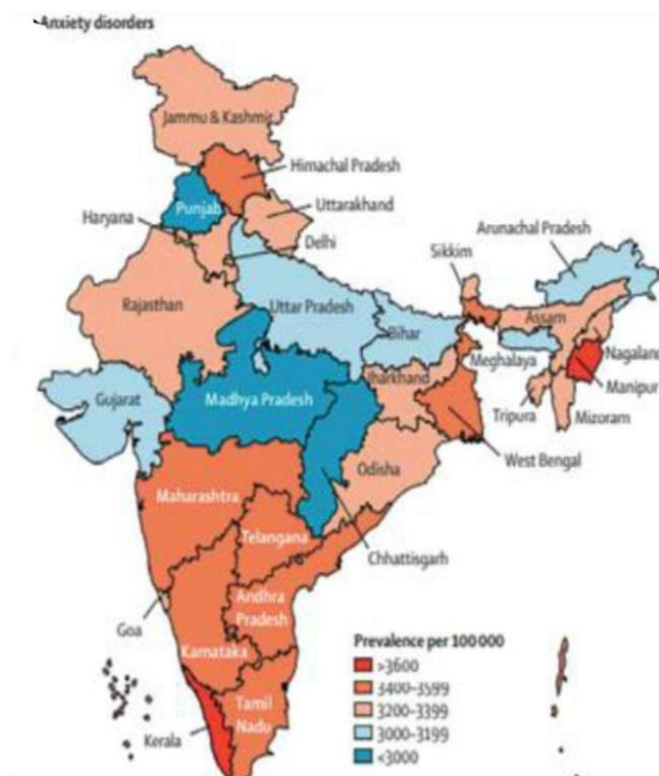 Anxiety disorders
Jammu & Kashmir
Himachal Pradesh
Punjab
Uttarakhand
Haryana
Delhi
Arunachal Pradesh
Sikkim
Rajasthan
Uttar Pradesh
Assam
Bihar
Nagaland
Meghalaya
Manipur
Jharkhand
Gujarat
Madhya Pradesh
Tripura
Mizoram
West Bengal
Odisha
Maharashtra
Telangana
Chhattisgarh
Andhra
Pradesh
Goa
Karnataka
Tamil
Nadu
Kerala
Prevalence per 100 000
>3600
3400–3599
3200–3399
3000–3199
<3000